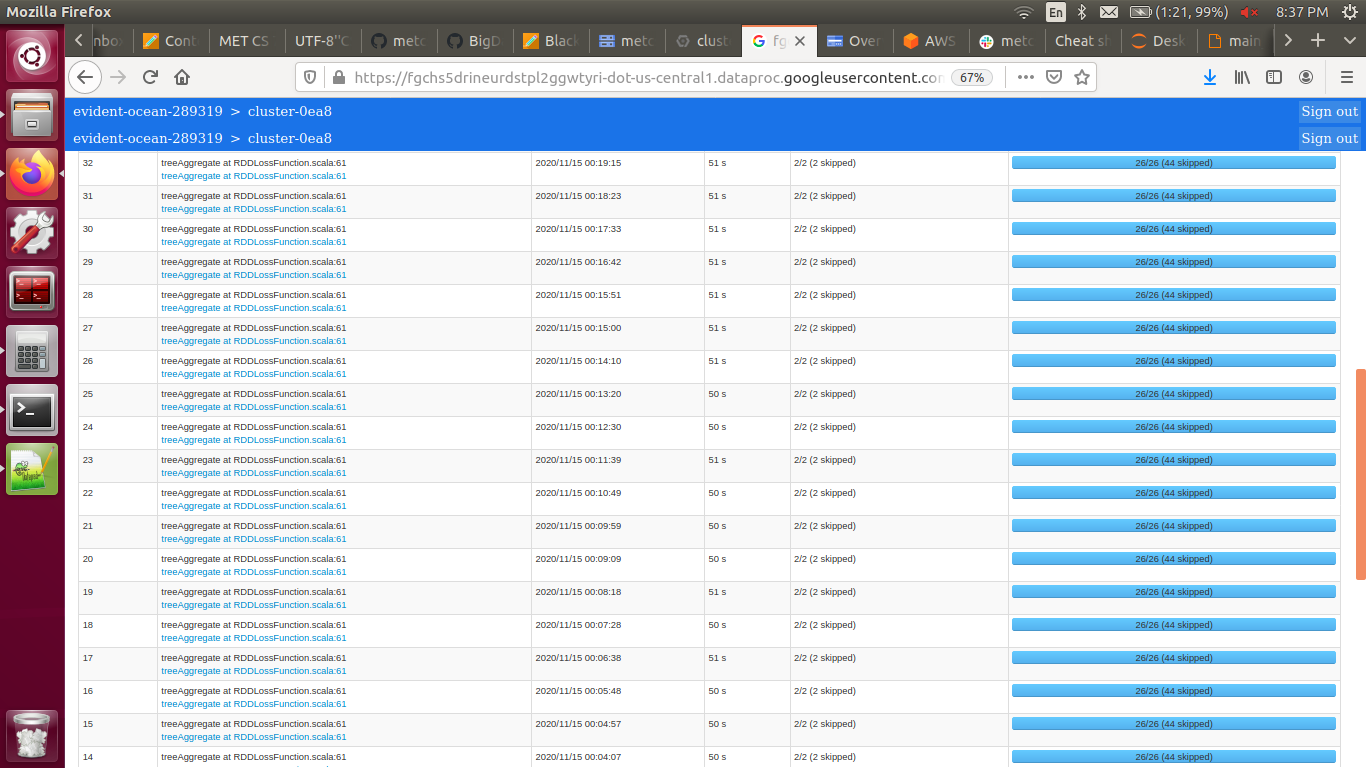 Mozilla Firefox
En
(1:21, 99%)
8:37 PM
nbo
Cont
MET CS
UTF-8''C
metc
BigD
Black
metc
clust
fg
Over
AWS
metc
Cheat sh
Desk
main
https://fgchs5drineurdstpl2ggwtyri-dot-us-central1.dataproc.googleusercontent.con
67%
evident-ocean-289319 > cluster-0ea8
Sign out
evident-ocean-289319 > cluster-0ea8
Sign out
32 treeAggregate at RDDLossFunction.scala:61 2020/11/15 00:19:15 51 s 2/2 (2 skipped) 26/26 (44 skipped)
treeAggregate at RDDLossFunction.scala:61
31 treeAggregate at RDDLossFunction.scala:61 2020/11/15 00:18:23 51 s 2/2 (2 skipped) 26/26 (44 skipped)
treeAggregate at RDDLossFunction.scala:61
30 treeAggregate at RDDLossFunction.scala:61 2020/11/15 00:17:33 51 s 2/2 (2 skipped) 26/26 (44 skipped)
treeAggregate at RDDLossFunction.scala:61
29 treeAggregate at RDDLossFunction.scala:61 2020/11/15 00:16:42 51 s 2/2 (2 skipped) 26/26 (44 skipped)
treeAggregate at RDDLossFunction.scala:61
28 treeAggregate at RDDLossFunction.scala:61 2020/11/15 00:15:51 51 s 2/2 (2 skipped) 26/26 (44 skipped)
treeAggregate at RDDLossFunction.scala:61
27 treeAggregate at RDDLossFunction.scala:61 2020/11/15 00:15:00 51 s 2/2 (2 skipped) 26/26 (44 skipped)
treeAggregate at RDDLossFunction.scala:61
26 treeAggregate at RDDLossFunction.scala:61 2020/11/15 00:14:10 51 s 2/2 (2 skipped) 26/26 (44 skipped)
treeAggregate at RDDLossFunction.scala:61
25 treeAggregate at RDDLossFunction.scala:61 2020/11/15 00:13:20 50 s 2/2 (2 skipped) 26/26 (44 skipped)
treeAggregate at RDDLossFunction.scala:61
24 treeAggregate at RDDLossFunction.scala:61 2020/11/15 00:12:30 50 s 2/2 (2 skipped) 26/26 (44 skipped)
treeAggregate at RDDLossFunction.scala:61
23 treeAggregate at RDDLossFunction.scala:61 2020/11/15 00:11:39 51 s 2/2 (2 skipped) 26/26 (44 skipped)
treeAggregate at RDDLossFunction.scala:61
22 treeAggregate at RDDLossFunction.scala:61 2020/11/15 00:10:49 50 s 2/2 (2 skipped) 26/26 (44 skipped)
treeAggregate at RDDLossFunction.scala:61
21 treeAggregate at RDDLossFunction.scala:61 2020/11/15 00:09:59 50 s 2/2 (2 skipped) 26/26 (44 skipped)
treeAggregate at RDDLossFunction.scala:61
20 treeAggregate at RDDLossFunction.scala:61 2020/11/15 00:09:09 50 s 2/2 (2 skipped) 26/26 (44 skipped)
treeAggregate at RDDLossFunction.scala:61
19 treeAggregate at RDDLossFunction.scala:61 2020/11/15 00:08:18 51 s 2/2 (2 skipped) 26/26 (44 skipped)
treeAggregate at RDDLossFunction.scala:61
18 treeAggregate at RDDLossFunction.scala:61 2020/11/15 00:07:28 50 s 2/2 (2 skipped) 26/26 (44 skipped)
treeAggregate at RDDLossFunction.scala:61
17 treeAggregate at RDDLossFunction.scala:61 2020/11/15 00:06:38 51 s 2/2 (2 skipped) 26/26 (44 skipped)
treeAggregate at RDDLossFunction.scala:61
16 treeAggregate at RDDLossFunction.scala:61 2020/11/15 00:05:48 50 s 2/2 (2 skipped) 26/26 (44 skipped)
treeAggregate at RDDLossFunction.scala:61
15 treeAggregate at RDDLossFunction.scala:61 2020/11/15 00:04:57 50 s 2/2 (2 skipped) 26/26 (44 skipped)
treeAggregate at RDDLossFunction.scala:61
14 treeAggregate at RDDLossFunction.scala:61 2020/11/15 00:04:07 50 s 2/2 (2 skipped) 26/26 (44 skipped)